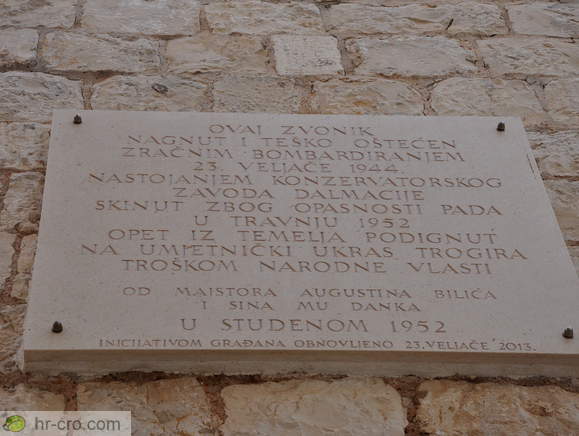 OVAJ ZVONIK
NAGNUT I TEŠKO OŠTEĆEN
ZRAČNIM BOMBARDIRANJEM
23. VELJAČE 1944.
NASTOJANJEM KONZERVATORSKOG
ZAVODA DALMACIJE
SKINUT ZBOG OPASNOSTI PADA
U TRAVNJU 1952
OPET IZ TEMELJA PODIGNUT
NA UMJETNIČKI UKRAS TROGIRA
TROŠKOM NARODNE VLASTI
OD MAJSTORA AUGUSTINA BILIĆA
I SINA MU DANKA
U STUDENOM 1952
INICIJATIVOM GRAĐANA OBNOVLJENO 23. VELJAČE 2013.
hr-cro.com